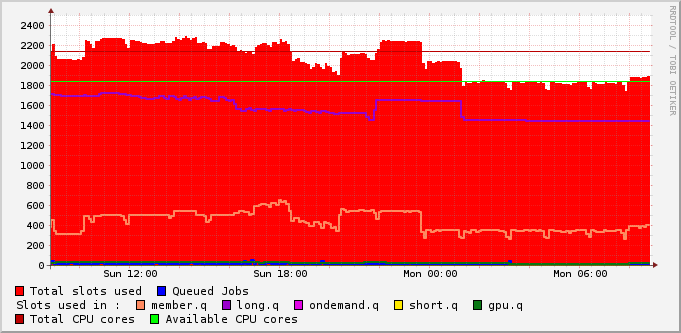 RRDTOOL / TOBI OETIKER
2400
2200
2000
1800
1600
1400
1200
1000
800
600
400
200
0
Sun 12:00 Sun 18:00 Mon 00:00 Mon 06:00
Total slots used Queued Jobs
Slots used in : member.q long.q ondemand.q short.q gpu.q
Total CPU cores Available CPU cores